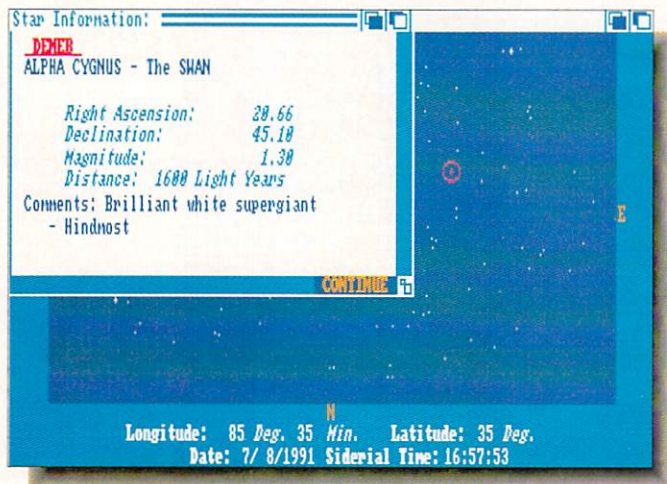 Star Information:
DENEB
ALPHA CYGNUS - The SWAN
Right Ascension: 20.66
Declination: 45.10
Magnitude: 1.30
Distance: 1600 Light Years
Comments: Brilliant white supergiant
- Hindmost
CONTINUE
E
N
Longitude: 85 Deg. 35 Min. Latitude: 35 Deg.
Date: 7/ 8/1991 Siderial Time: 16:57:53